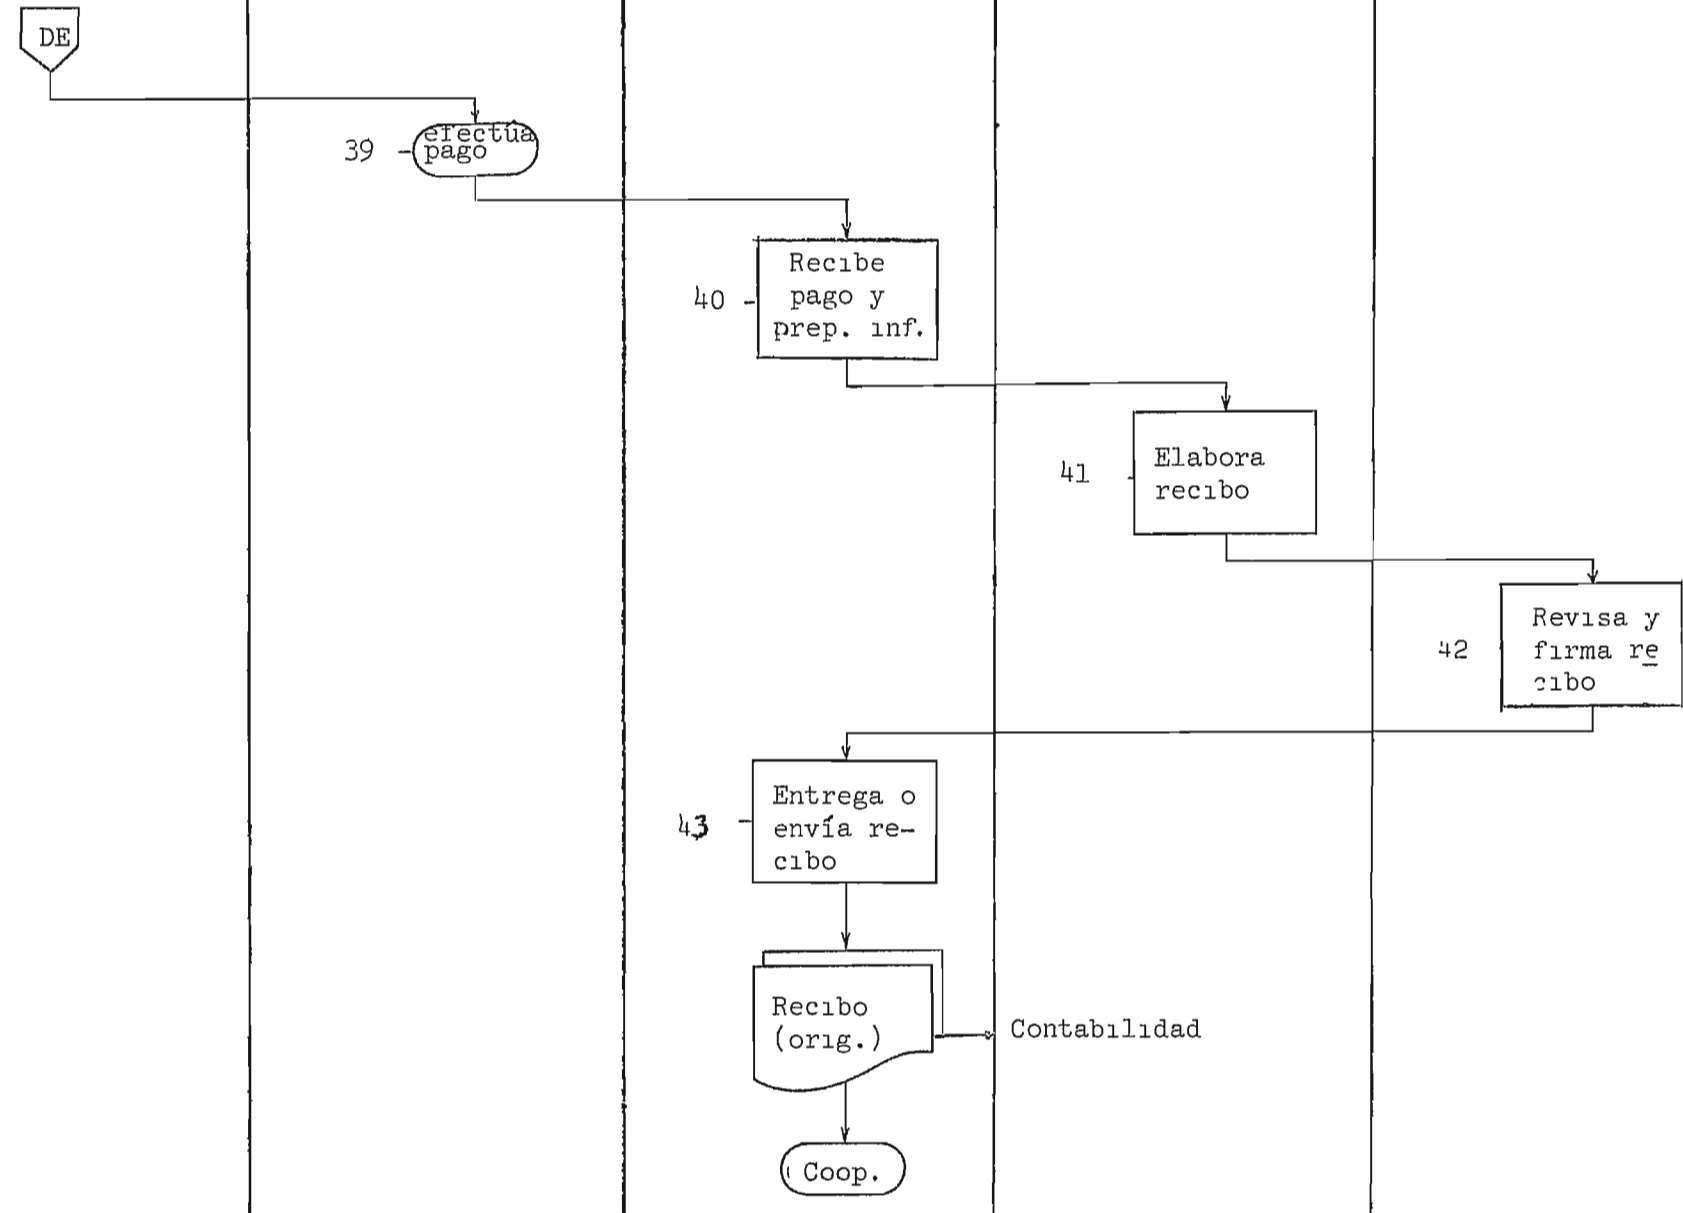 DE
39 -
efectúa
pago
40 -
Recibe
pago y
prep. inf.
41 -
Elabora
recibo
42
Revisa y
firma re
cibo
43 -
Entrega o
envía re-
cibo
Recibo
(orig.)
Contabilidad
Coop.